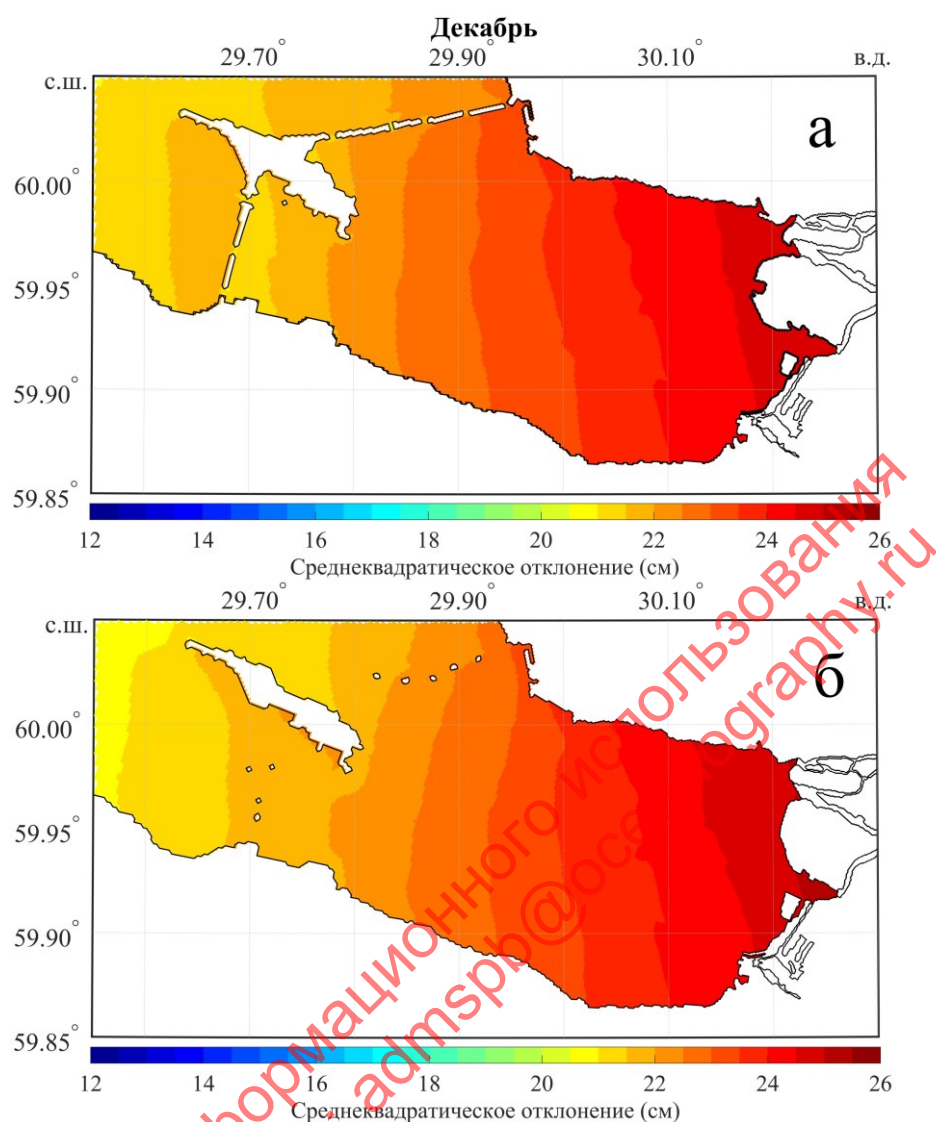 Декабрь
29.70° 29.90° 30.10° в.д.
с.ш.
а
60.00°
59.95°
59.90°
59.85°
12 14 16 18 20 22 24 26
Среднеквадратическое отклонение (см)
29.70° 29.90° 30.10° в.д.
с.ш.
б
60.00°
59.95°
59.90°
59.85°
12 14 16 18 20 22 24 26
Среднеквадратическое отклонение (см)
использования